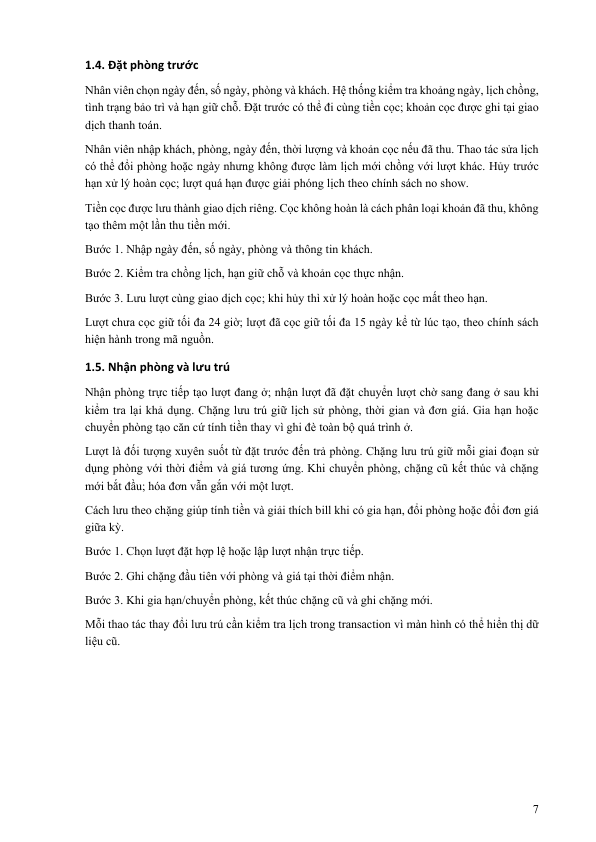 1.4. Đặt phòng trước
Nhân viên chọn ngày đến, số ngày, phòng và khách. Hệ thống kiểm tra khoảng ngày, lịch chồng,
tình trạng bảo trì và hạn giữ chỗ. Đặt trước có thể đi cùng tiền cọc; khoản cọc được ghi tại giao
dịch thanh toán.
Nhân viên nhập khách, phòng, ngày đến, thời lượng và khoản cọc nếu đã thu. Thao tác sửa lịch
có thể đổi phòng hoặc ngày nhưng không được làm lịch mới chồng với lượt khác. Hủy trước
hạn xử lý hoàn cọc; lượt quá hạn được giải phóng lịch theo chính sách no show.
Tiền cọc được lưu thành giao dịch riêng. Cọc không hoàn là cách phân loại khoản đã thu, không
tạo thêm một lần thu tiền mới.
Bước 1. Nhập ngày đến, số ngày, phòng và thông tin khách.
Bước 2. Kiểm tra chồng lịch, hạn giữ chỗ và khoản cọc thực nhận.
Bước 3. Lưu lượt cùng giao dịch cọc; khi hủy thì xử lý hoàn hoặc cọc mất theo hạn.
Lượt chưa cọc giữ tối đa 24 giờ; lượt đã cọc giữ tối đa 15 ngày kể từ lúc tạo, theo chính sách
hiện hành trong mã nguồn.
1.5. Nhận phòng và lưu trú
Nhận phòng trực tiếp tạo lượt đang ở; nhận lượt đã đặt chuyển lượt chờ sang đang ở sau khi
kiểm tra lại khả dụng. Chặng lưu trú giữ lịch sử phòng, thời gian và đơn giá. Gia hạn hoặc
chuyển phòng tạo căn cứ tính tiền thay vì ghi đè toàn bộ quá trình ở.
Lượt là đối tượng xuyên suốt từ đặt trước đến trả phòng. Chặng lưu trú giữ mỗi giai đoạn sử
dụng phòng với thời điểm và giá tương ứng. Khi chuyển phòng, chặng cũ kết thúc và chặng
mới bắt đầu; hóa đơn vẫn gắn với một lượt.
Cách lưu theo chặng giúp tính tiền và giải thích bill khi có gia hạn, đổi phòng hoặc đổi đơn giá
giữa kỳ.
Bước 1. Chọn lượt đặt hợp lệ hoặc lập lượt nhận trực tiếp.
Bước 2. Ghi chặng đầu tiên với phòng và giá tại thời điểm nhận.
Bước 3. Khi gia hạn/chuyển phòng, kết thúc chặng cũ và ghi chặng mới.
Mỗi thao tác thay đổi lưu trú cần kiểm tra lịch trong transaction vì màn hình có thể hiển thị dữ
liệu cũ.
7